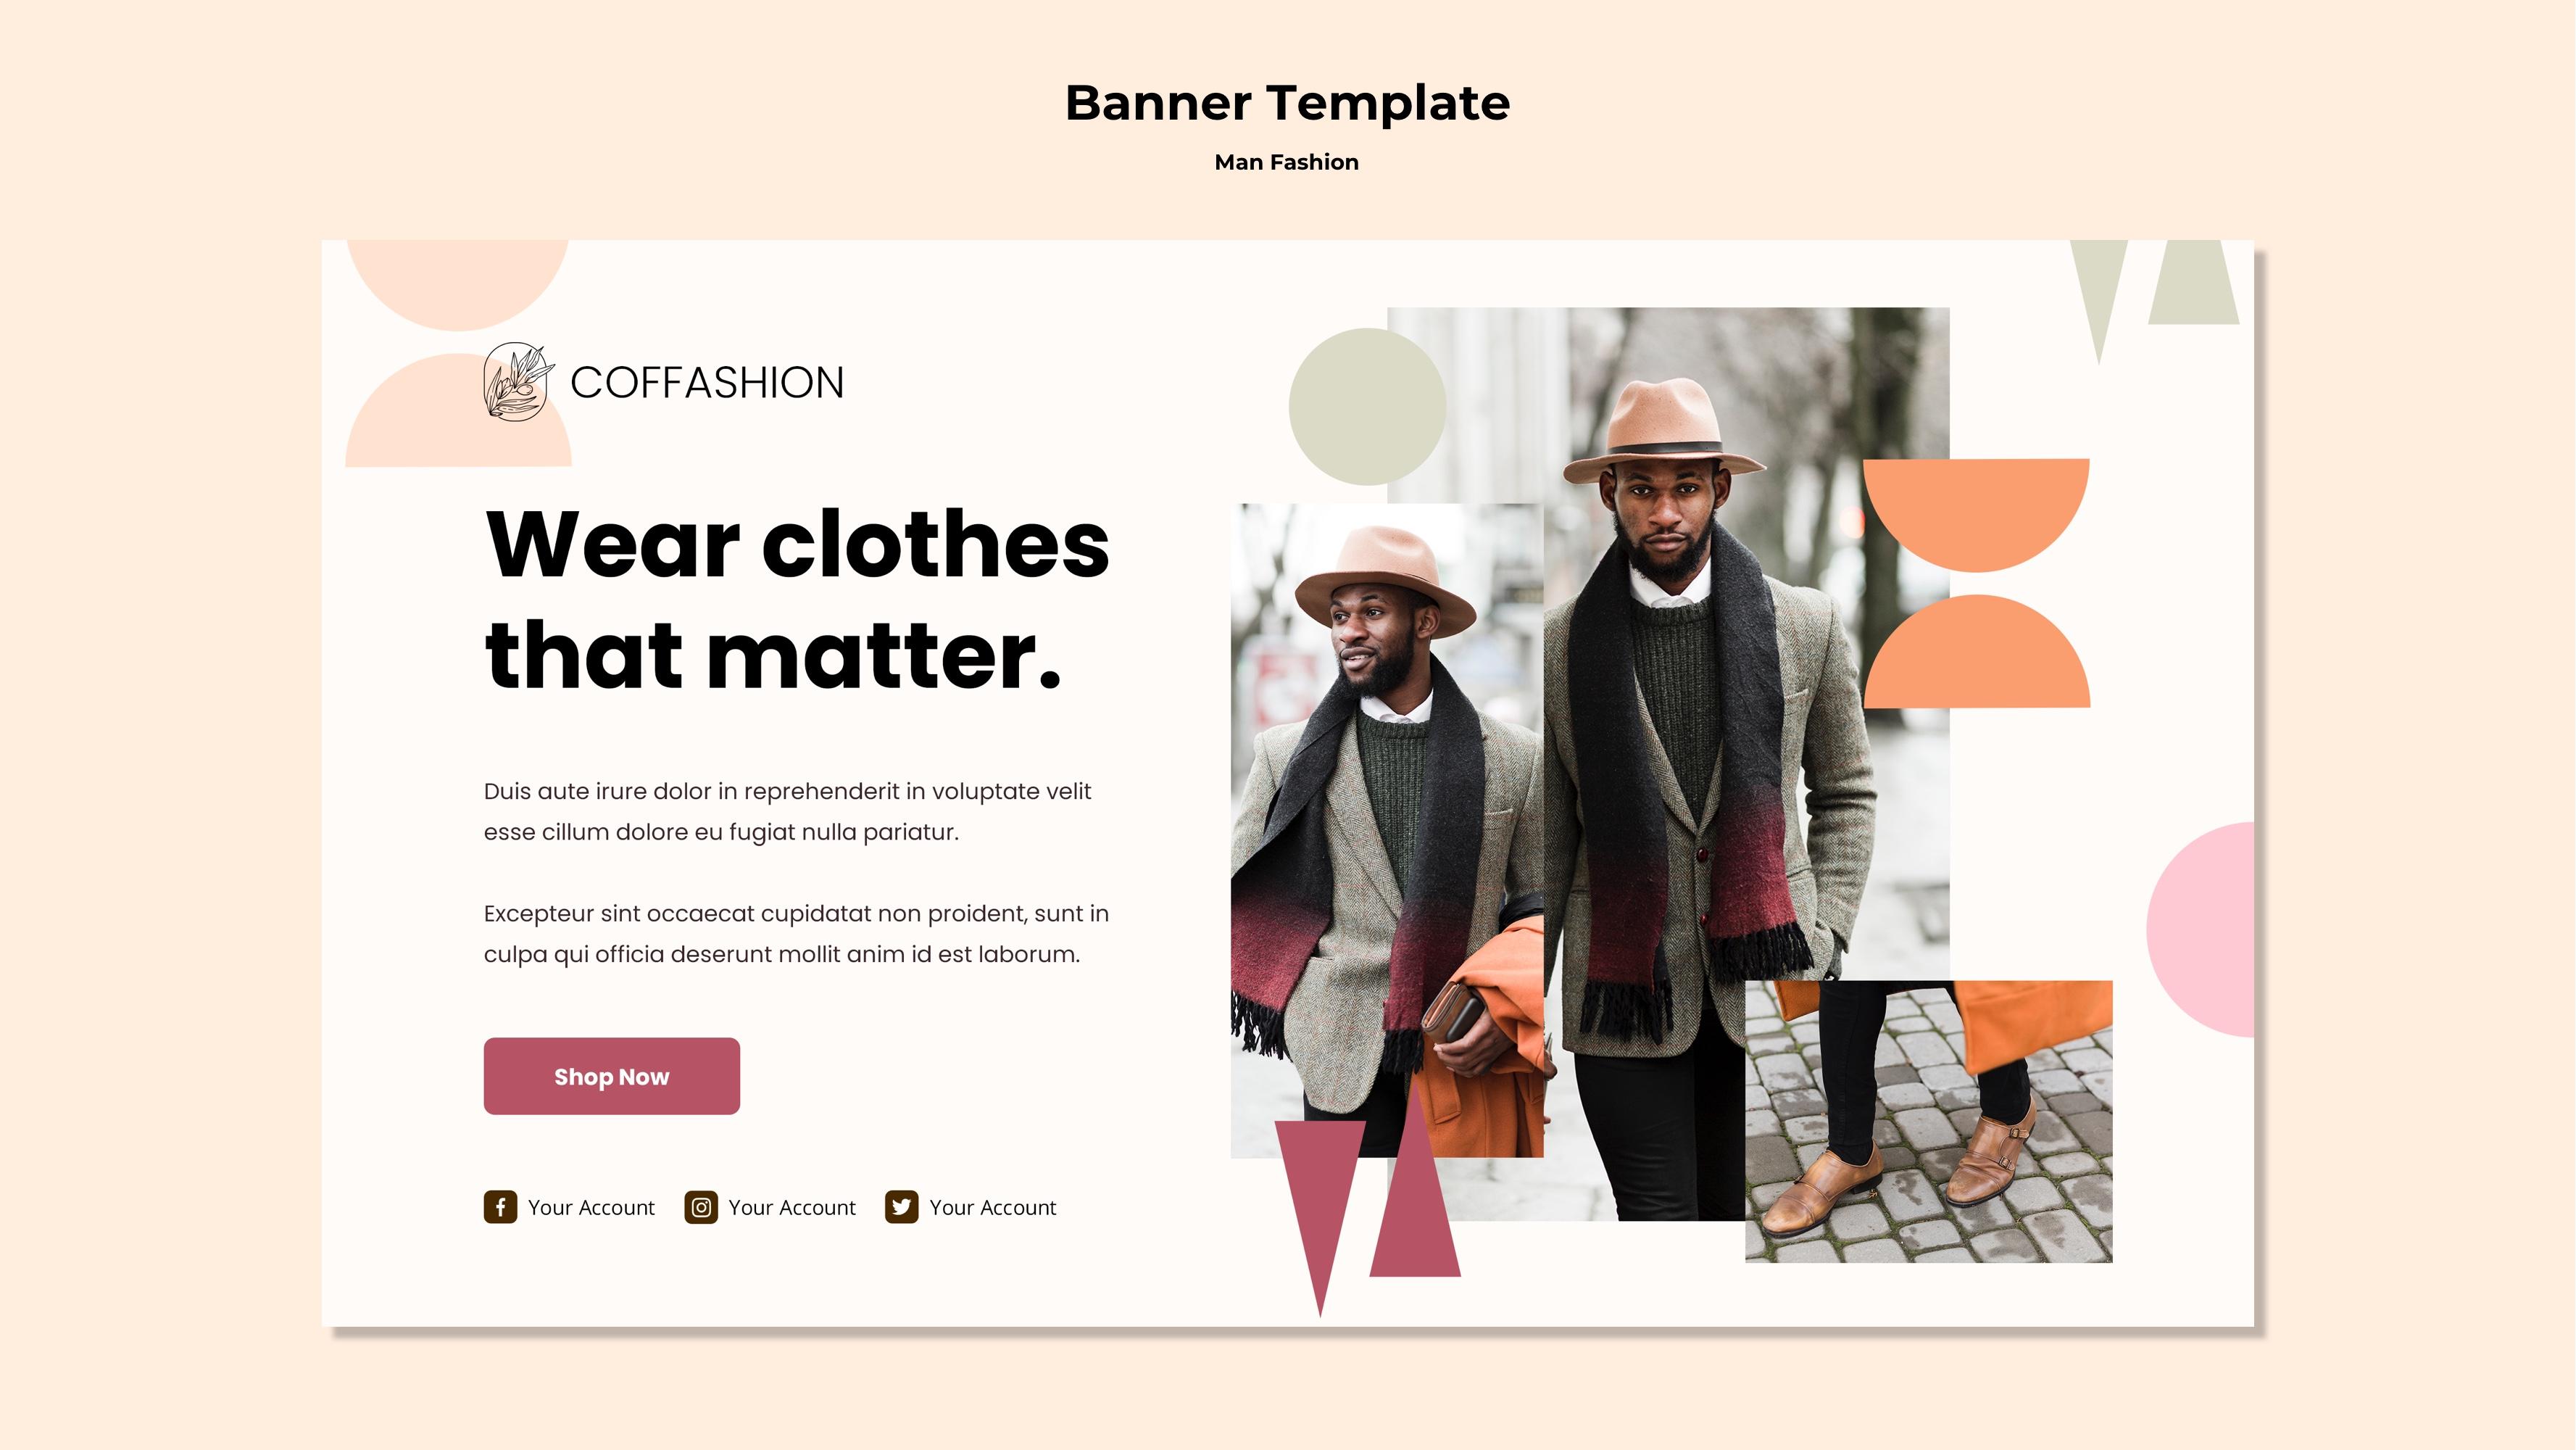 Banner Template
Man Fashion
COFFASHION
Wear clothes
that matter.
Duis aute irure dolor in reprehenderit in voluptate velit
esse cillum dolore eu fugiat nulla pariatur.
Excepteur sint occaecat cupidatat non proident, sunt in
culpa qui officia deserunt mollit anim id est laborum.
Shop Now
Your Account Your Account Your Account